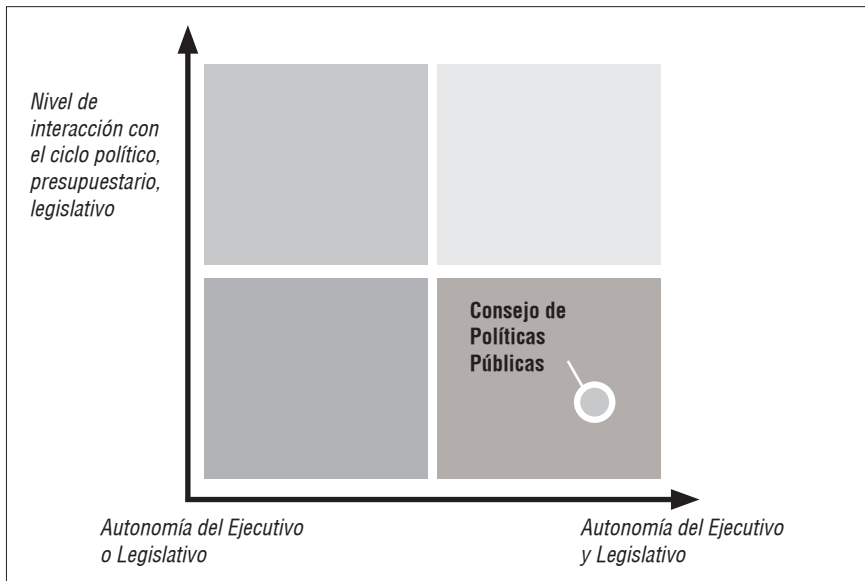 Nivel de
interacción con
el ciclo político,
presupuestario,
legislativo
Consejo de
Políticas
Públicas
Autonomía del Ejecutivo
o Legislativo
Autonomía del Ejecutivo
y Legislativo